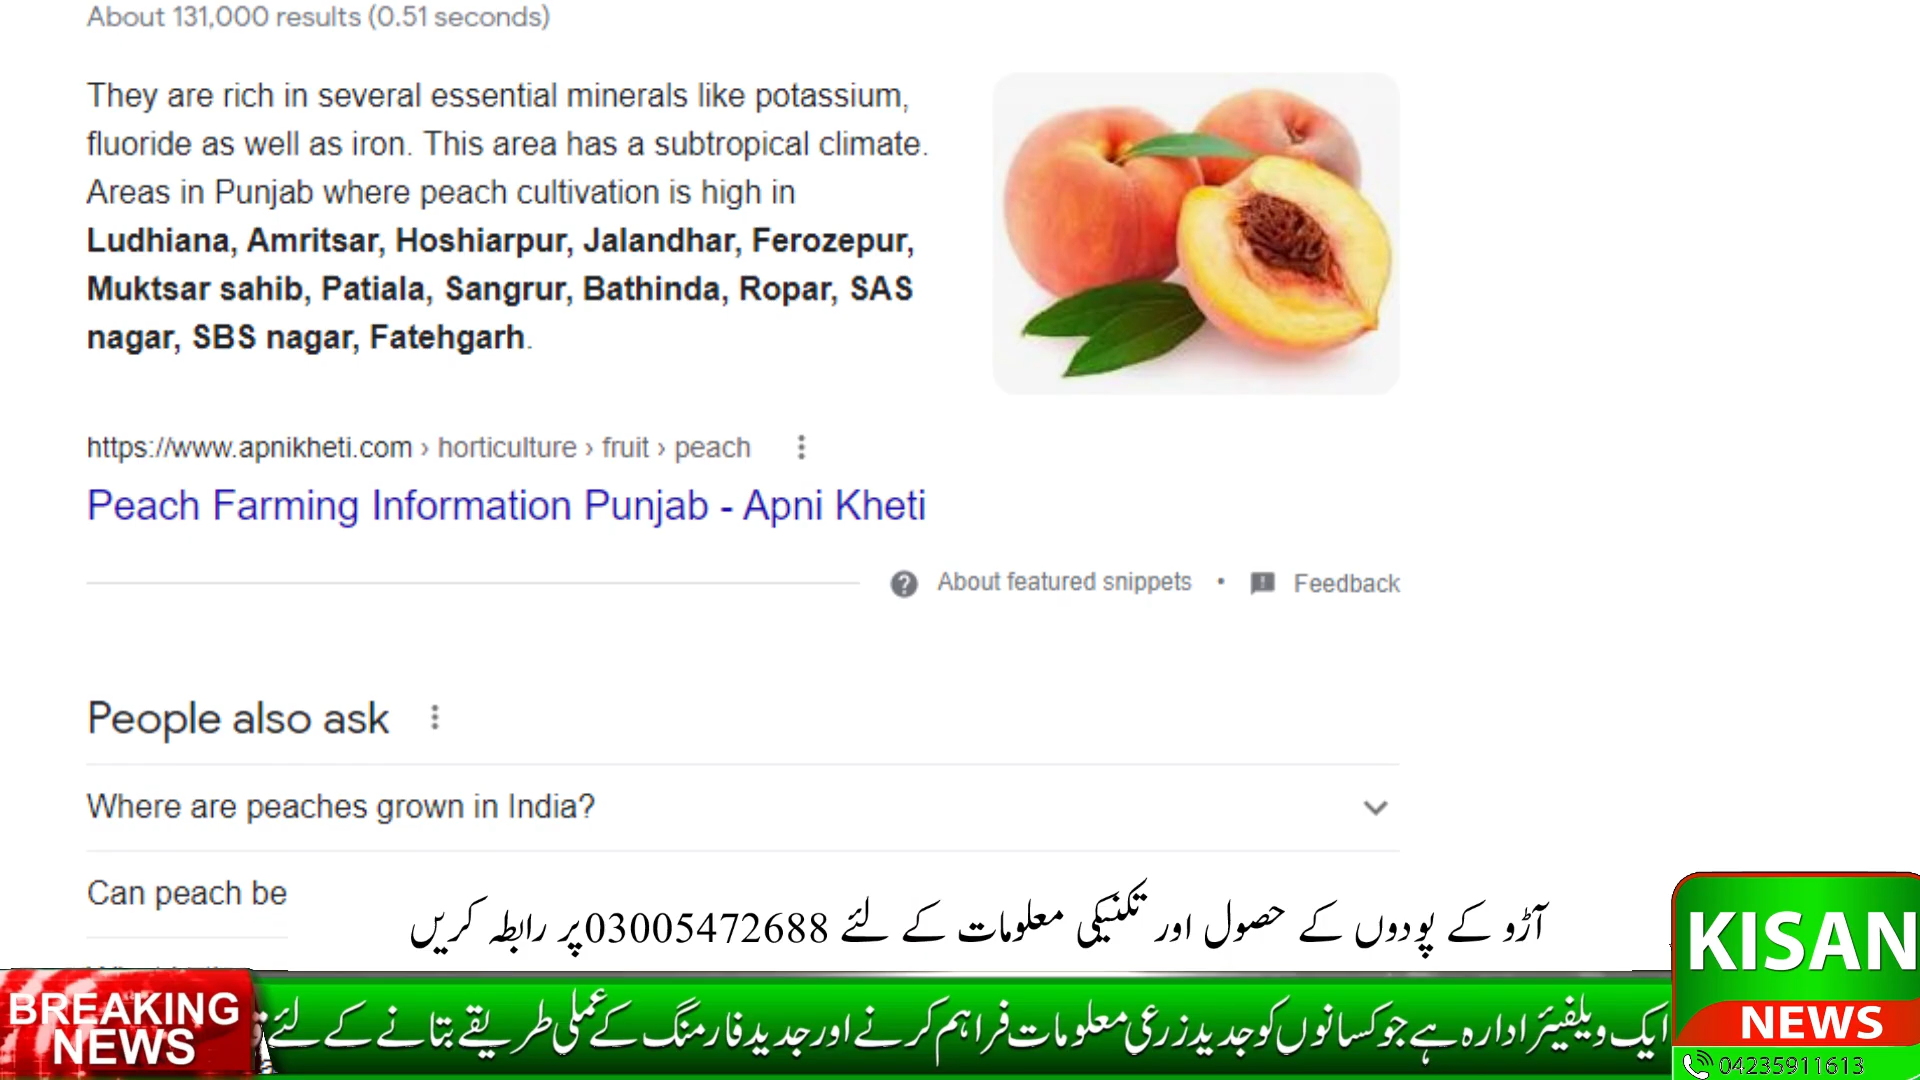 About 131,000 results (0.51 seconds)
They are rich in several essential minerals like potassium,
fluoride as well as iron. This area has a subtropical climate.
Areas in Punjab where peach cultivation is high in
Ludhiana, Amritsar, Hoshiarpur, Jalandhar, Ferozepur,
Muktsar sahib, Patiala, Sangrur, Bathinda, Ropar, SAS
nagar, SBS nagar, Fatehgarh.
https://www.apnikheti.com › horticulture › fruit › peach
Peach Farming Information Punjab - Apni Kheti
About featured snippets • Feedback
People also ask
Where are peaches grown in India?
Can peach be
آڑو کے پودوں کے حصول اور تکنیکی معلومات کے لئے 03005472688پر رابطہ کریں
KISAN
NEWS
04235911613
BREAKING
NEWS
ایک ویلفیئر ادارہ ہے جو کسانوں کو جدید زرعی معلومات فراہم کرنے اور جدید فارمنگ کے عملی طریقے بتانے کے لئے